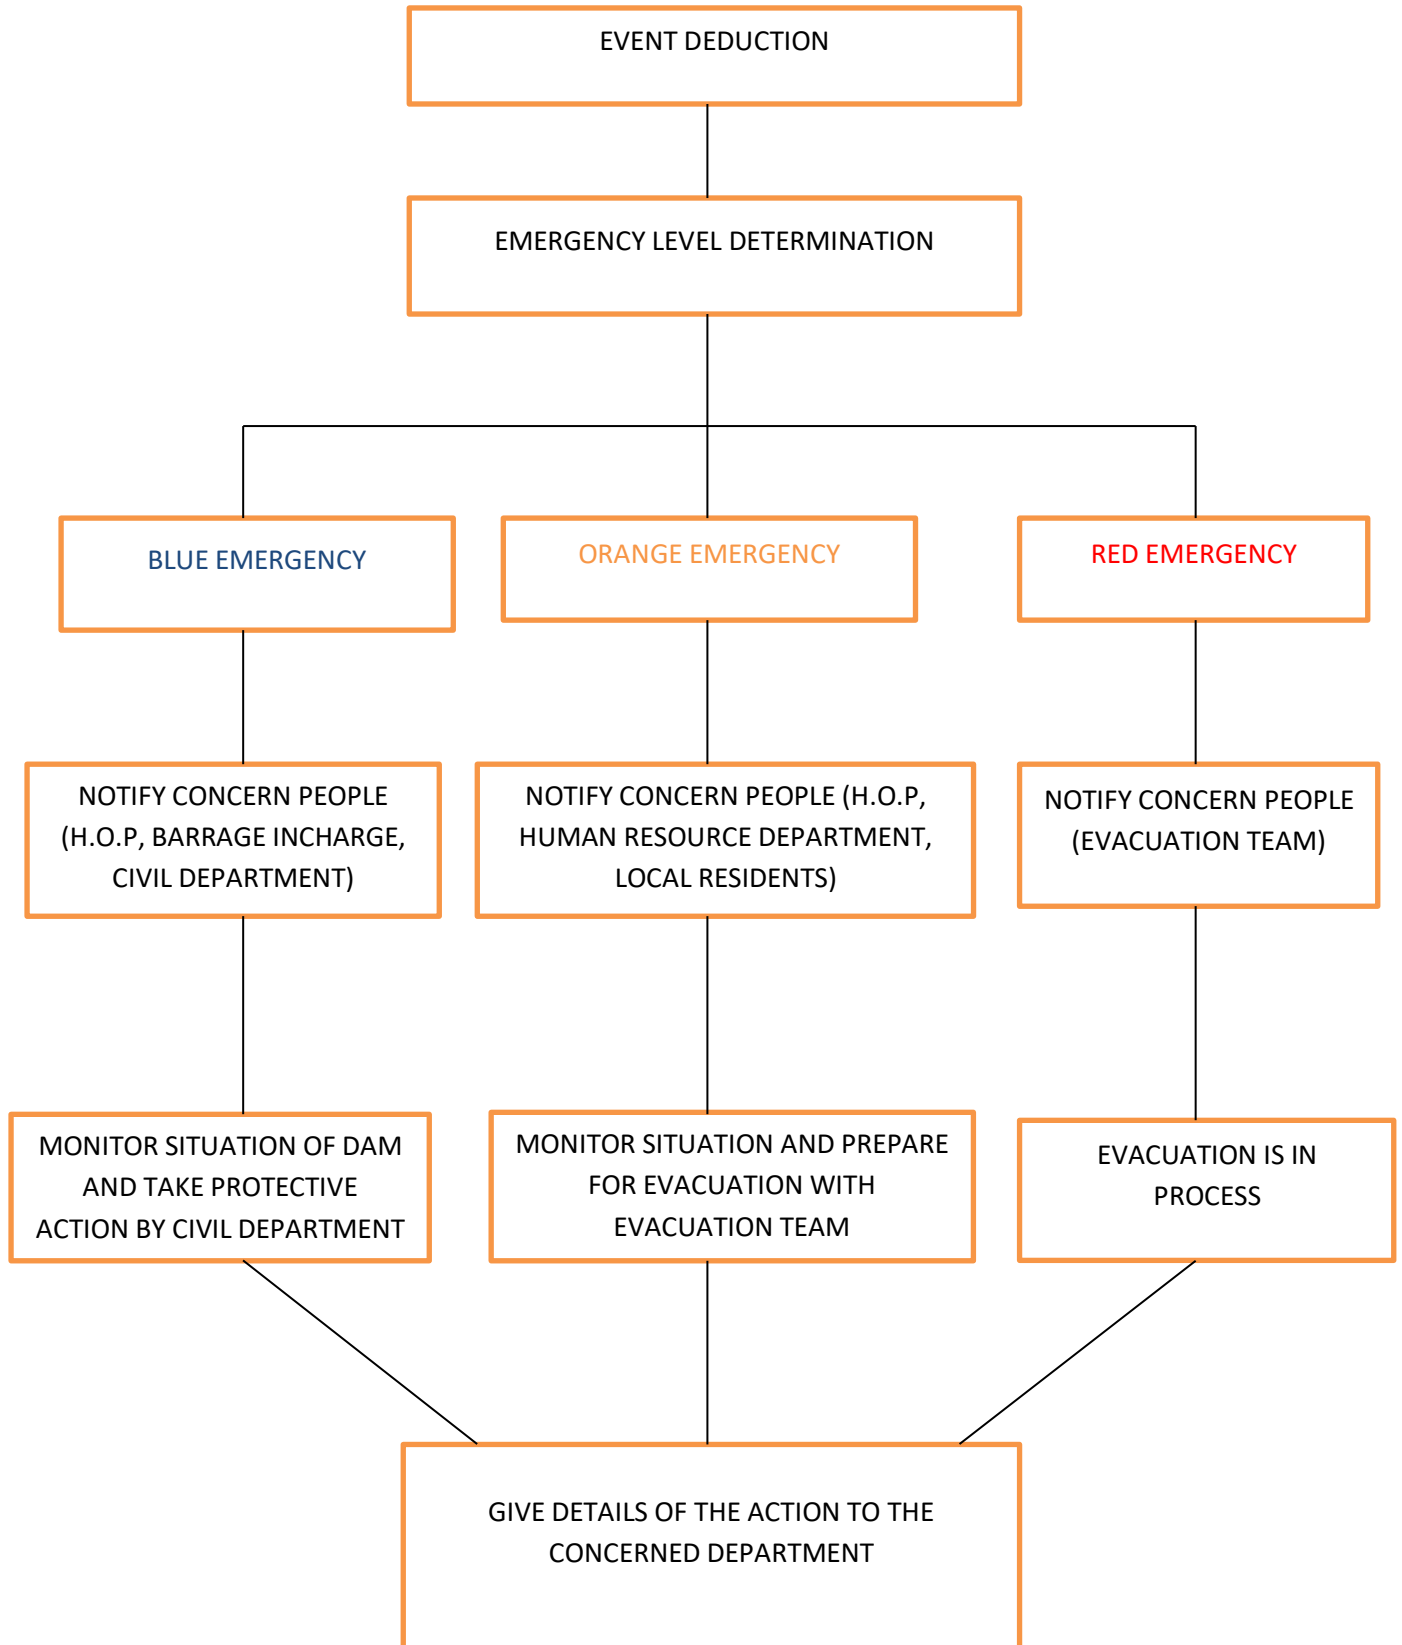 EVENT DEDUCTION
EMERGENCY LEVEL DETERMINATION
BLUE EMERGENCY
ORANGE EMERGENCY
RED EMERGENCY
NOTIFY CONCERN PEOPLE
(H.O.P, BARRAGE INCHARGE,
CIVIL DEPARTMENT)
NOTIFY CONCERN PEOPLE (H.O.P,
HUMAN RESOURCE DEPARTMENT,
LOCAL RESIDENTS)
NOTIFY CONCERN PEOPLE
(EVACUATION TEAM)
MONITOR SITUATION OF DAM
AND TAKE PROTECTIVE
ACTION BY CIVIL DEPARTMENT
MONITOR SITUATION AND PREPARE
FOR EVACUATION WITH
EVACUATION TEAM
EVACUATION IS IN
PROCESS
GIVE DETAILS OF THE ACTION TO THE
CONCERNED DEPARTMENT